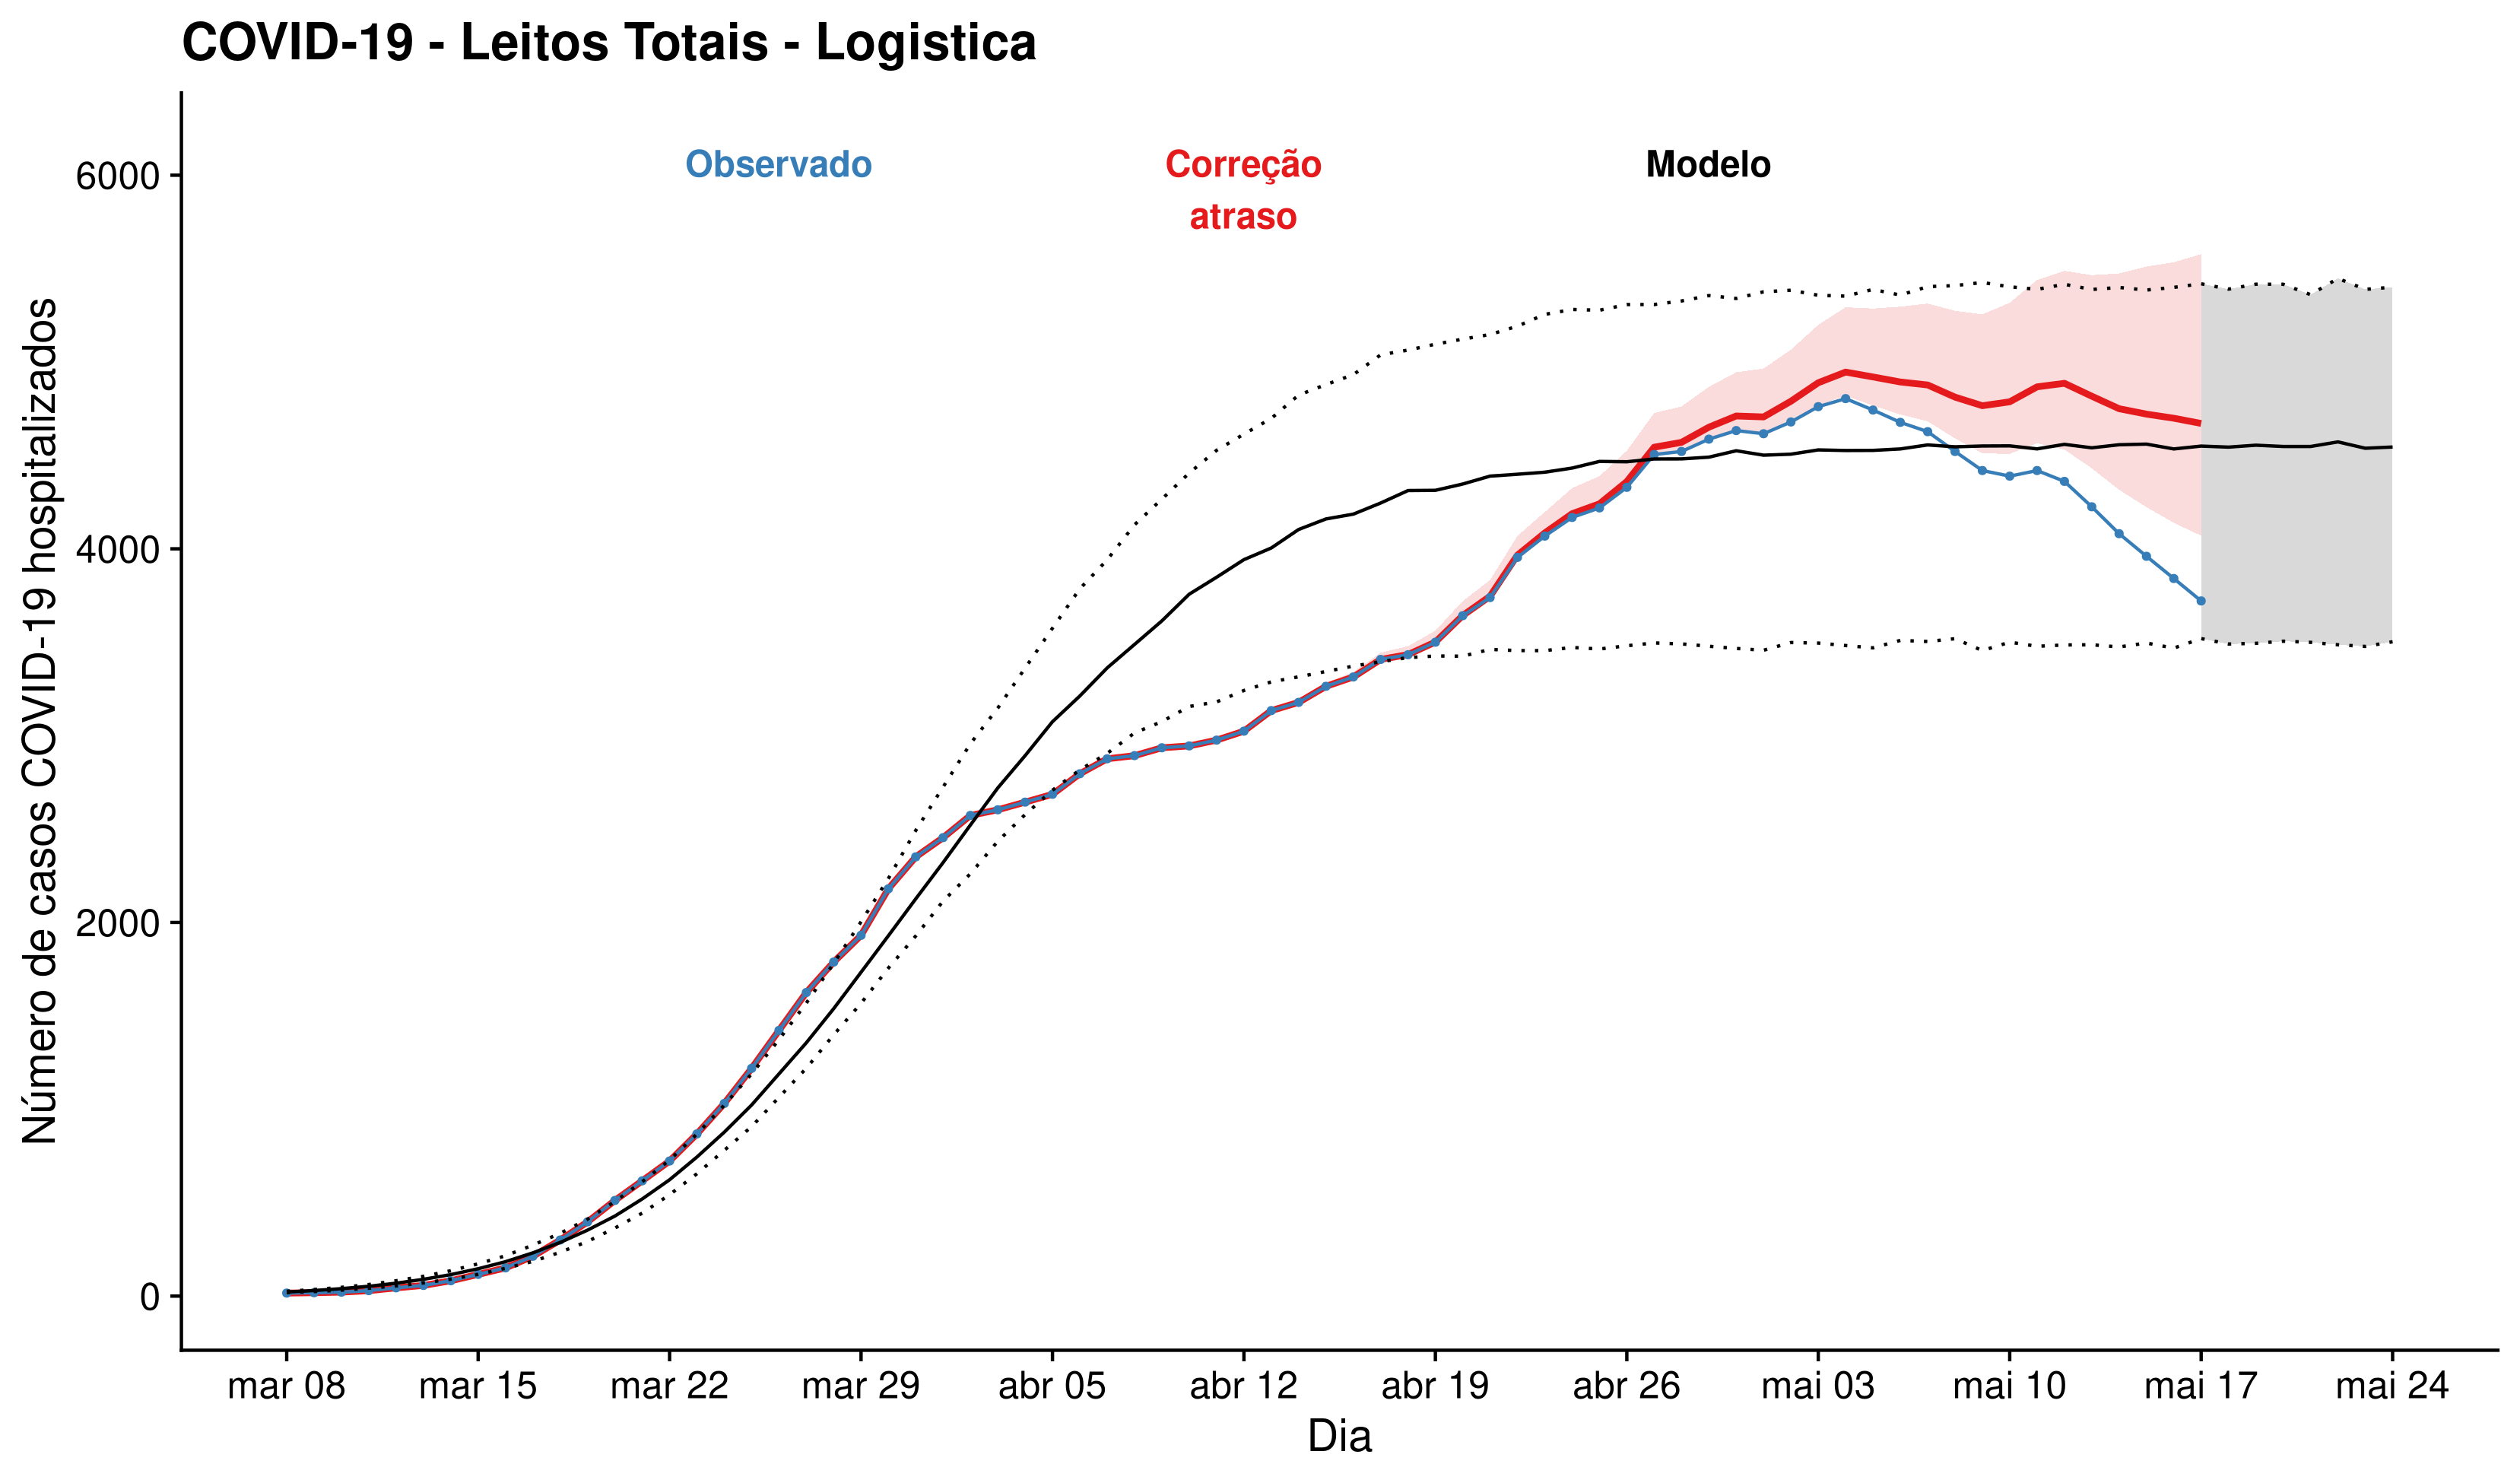 COVID-19 - Leitos Totais - Logistica
Observado
Correção
atraso
Modelo
Número de casos COVID-19 hospitalizados
6000
4000
2000
0
mar 08 mar 15 mar 22 mar 29 abr 05 abr 12 abr 19 abr 26 mai 03 mai 10 mai 17 mai 24
Dia